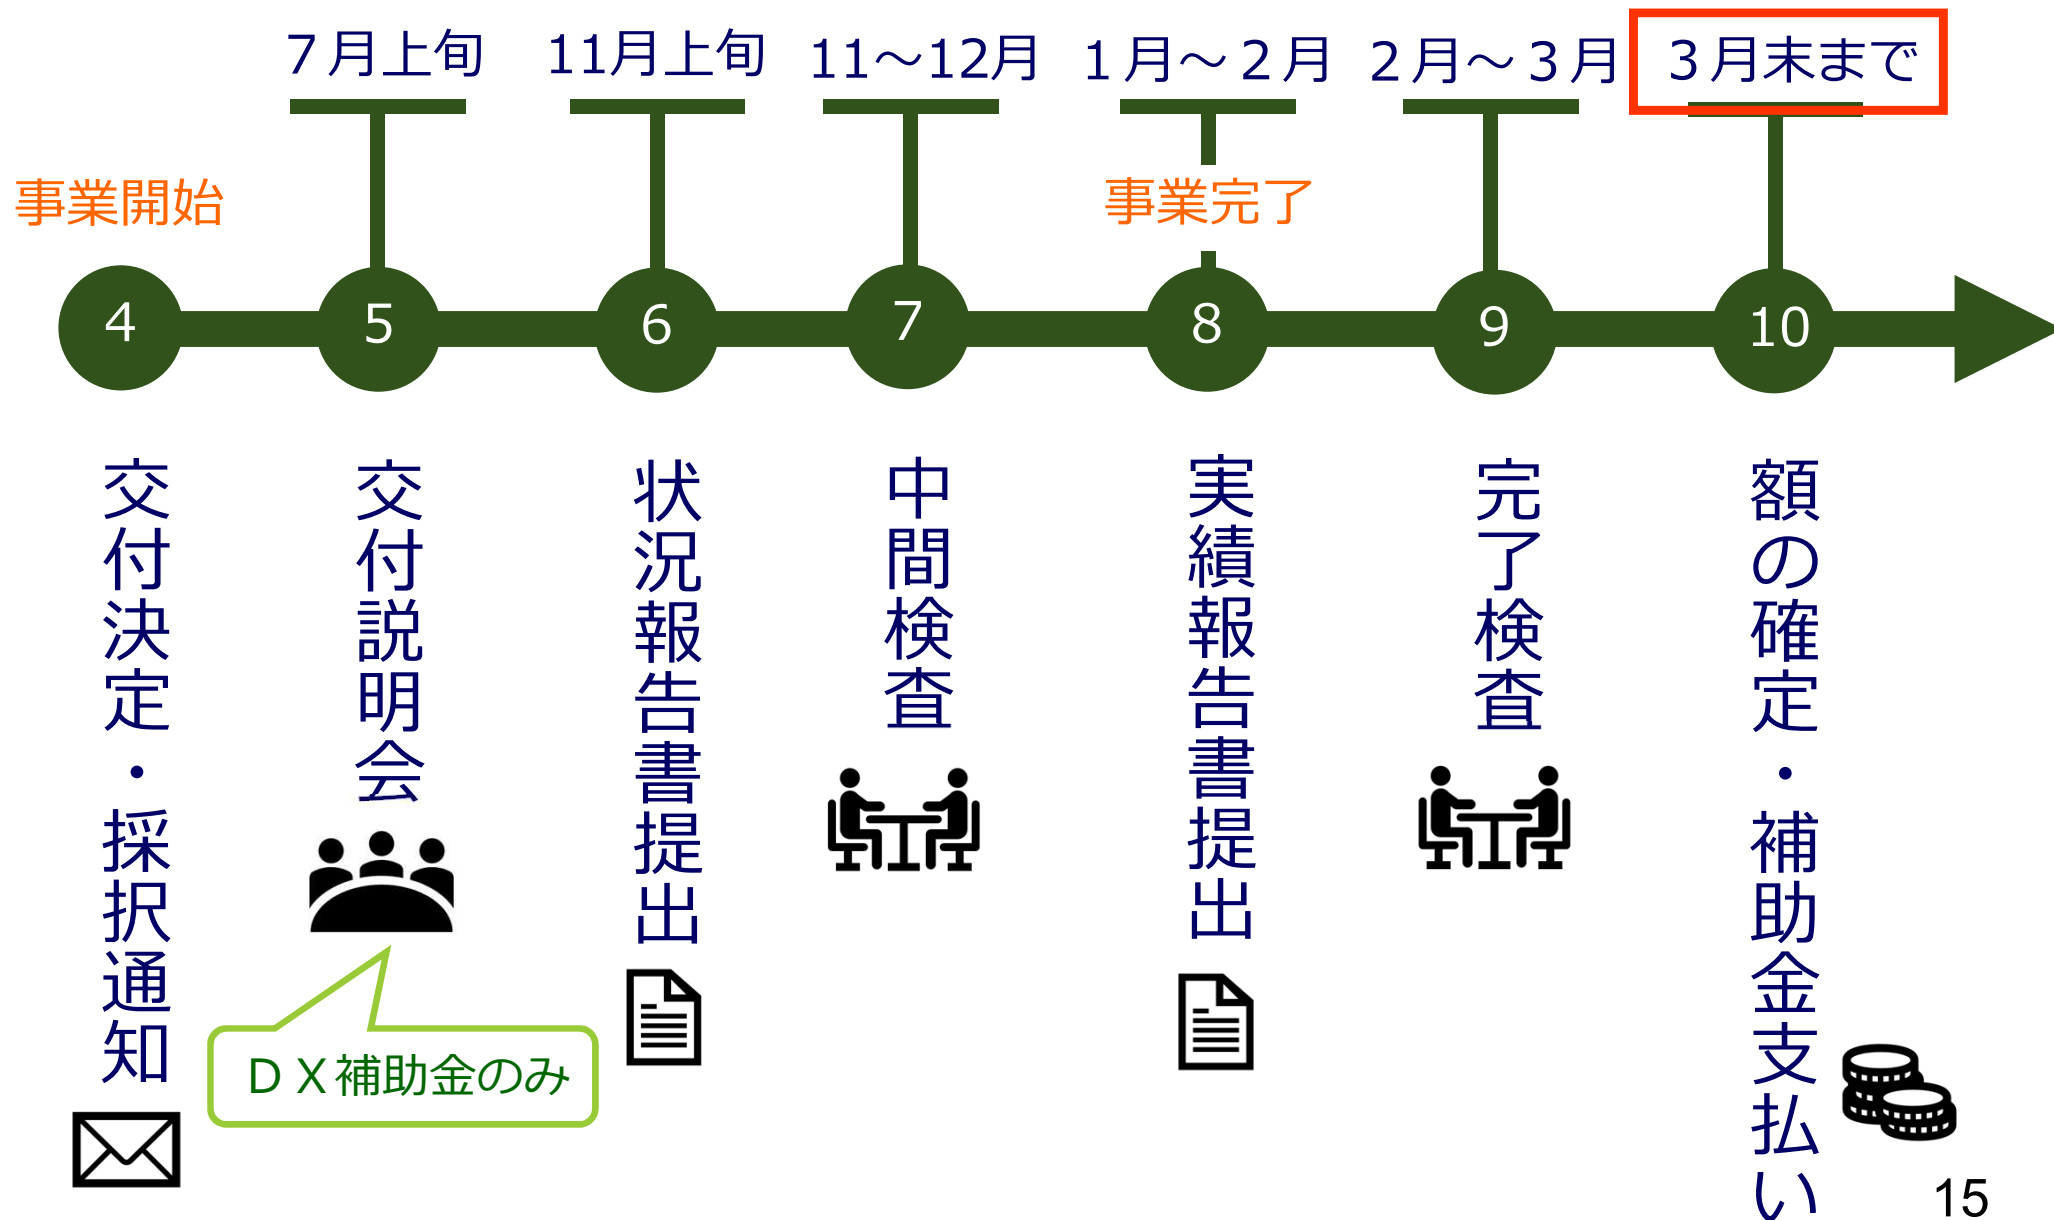 7月上旬
11月上旬
11～12月
1月～2月
2月～3月
3月末まで
事業開始
事業完了
4
5
6
7
8
9
10
交付決定・採択通知
交付説明会
状況報告書提出
中間検査
実績報告書提出
完了検査
額の確定・補助金支払い
ＤＸ補助金のみ
15